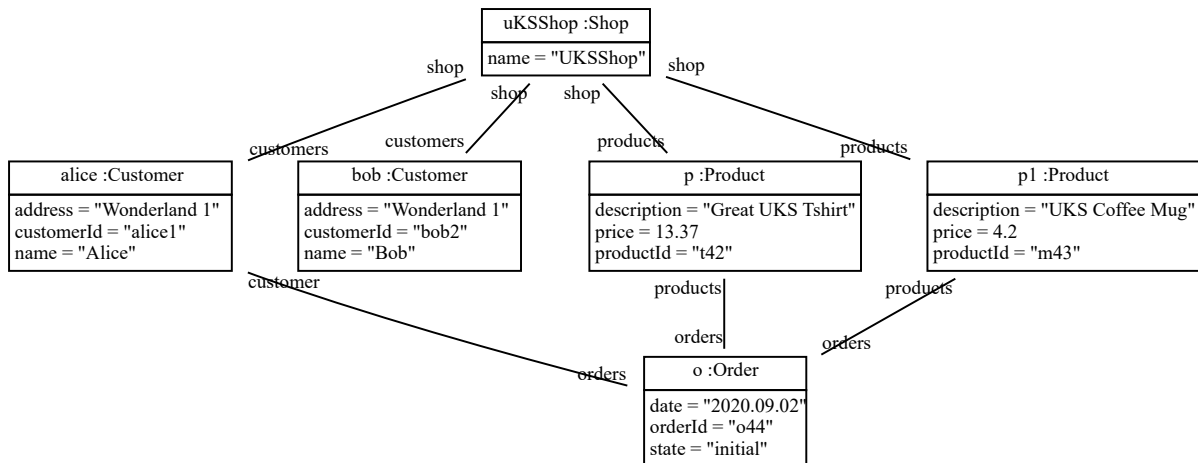 uKSShop :Shop
name = "UKSShop"
shop
shop
shop
shop
customers
customers
products
products
alice :Customer
address = "Wonderland 1"
customerId = "alice1"
name = "Alice"
bob :Customer
address = "Wonderland 1"
customerId = "bob2"
name = "Bob"
p :Product
description = "Great UKS Tshirt"
price = 13.37
productId = "t42"
p1 :Product
description = "UKS Coffee Mug"
price = 4.2
productId = "m43"
customer
products
products
orders
orders
orders
o :Order
date = "2020.09.02"
orderId = "o44"
state = "initial"